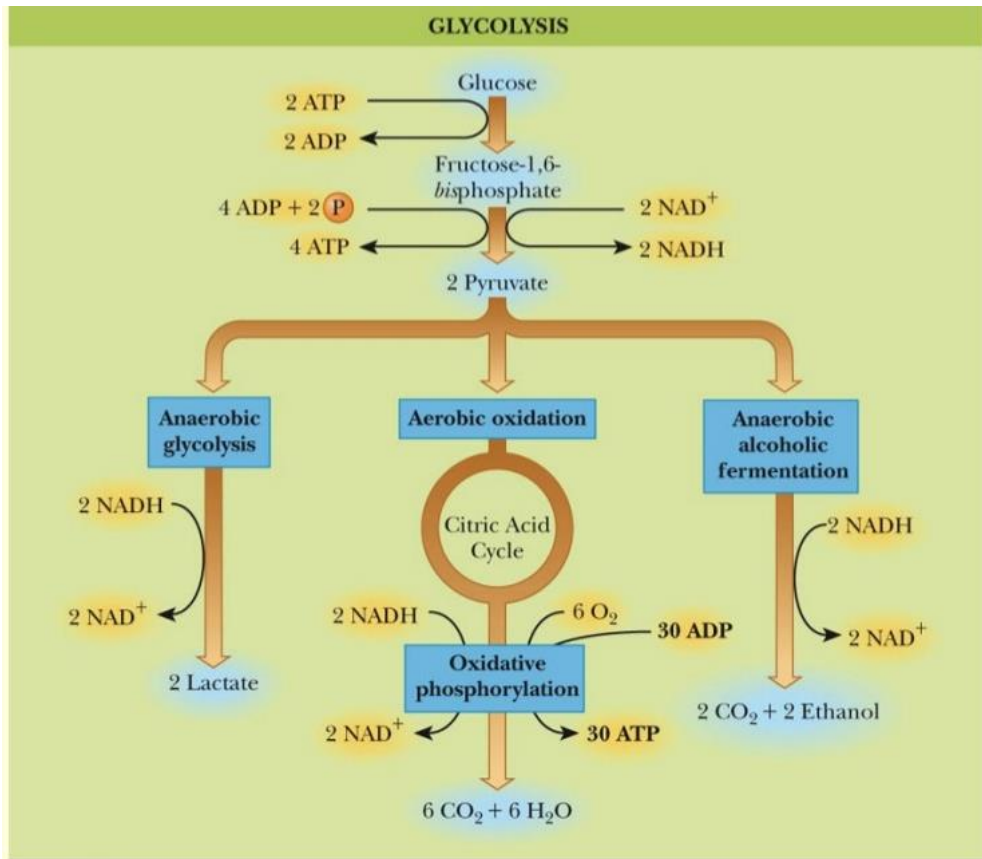 GLYCOLYSIS
Glucose
2 ATP
2 ADP
Fructose-1,6-
bisphosphate
4 ADP + 2 P
4 ATP
2 NAD⁺
2 NADH
2 Pyruvate
Anaerobic
glycolysis
Aerobic oxidation
Anaerobic
alcoholic
fermentation
2 NADH
2 NAD⁺
2 Lactate
Citric Acid
Cycle
2 NADH
6 O₂
30 ADP
Oxidative
phosphorylation
2 NAD⁺
30 ATP
6 CO₂ + 6 H₂O
2 NADH
2 NAD⁺
2 CO₂ + 2 Ethanol